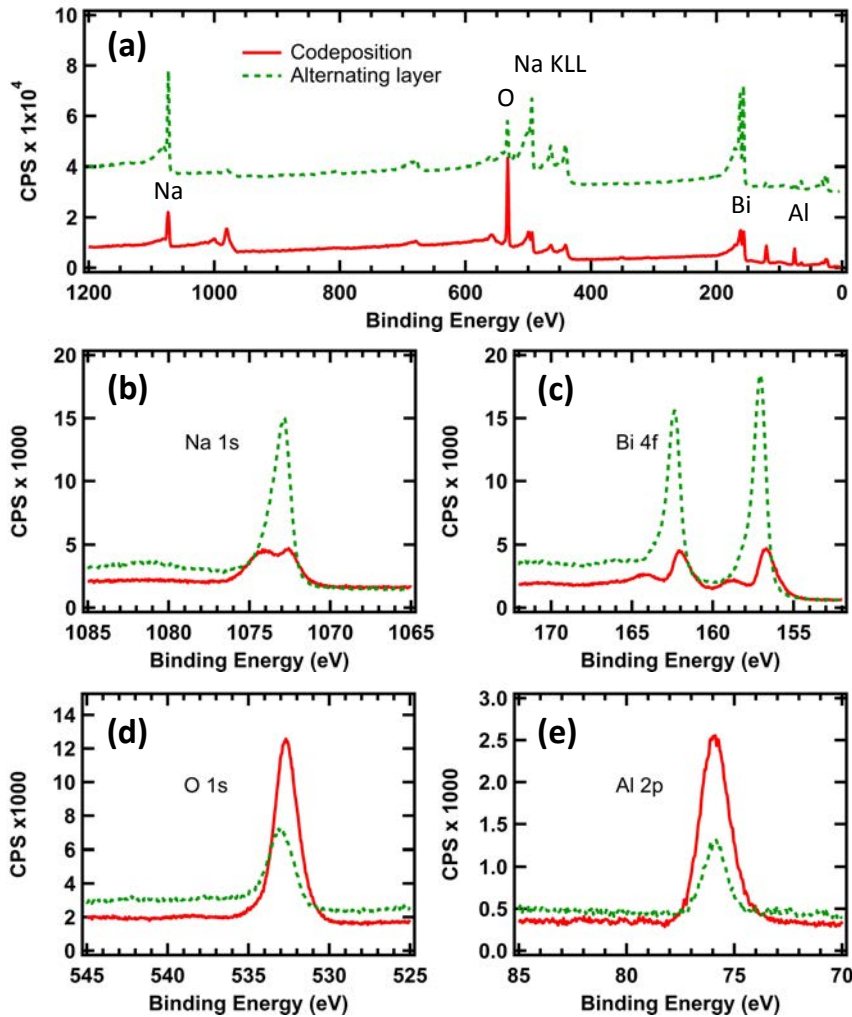 (a)
Codeposition
Alternating layer
Na KLL
O
Na
Bi
Al
CPS x 1x10⁴
10
8
6
4
2
0
1200 1000 800 600 400 200 0
Binding Energy (eV)
(b)
Na 1s
CPS x 1000
20
15
10
5
0
1085 1080 1075 1070 1065
Binding Energy (eV)
(c)
Bi 4f
CPS x 1000
20
15
10
5
0
170 165 160 155
Binding Energy (eV)
(d)
O 1s
CPS x1000
14
12
10
8
6
4
2
0
545 540 535 530 525
Binding Energy (eV)
(e)
Al 2p
CPS x 1000
3.0
2.5
2.0
1.5
1.0
0.5
0.0
85 80 75 70
Binding Energy (eV)